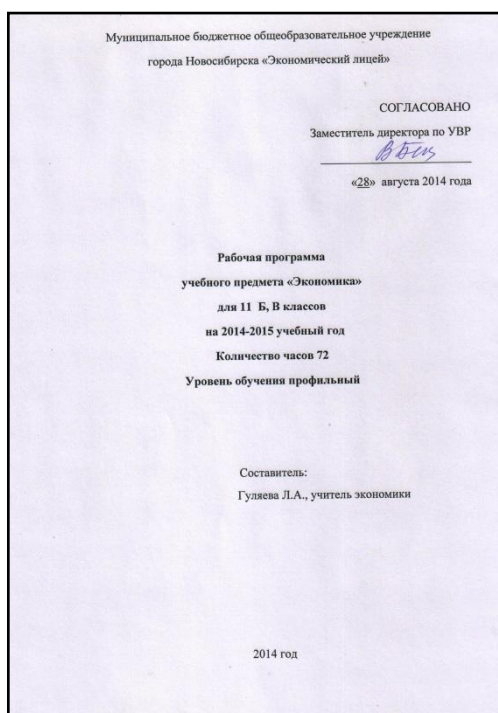 Муниципальное бюджетное общеобразовательное учреждение
города Новосибирска «Экономический лицей»
СОГЛАСОВАНО
Заместитель директора по УВР
«28» августа 2014 года
Рабочая программа
учебного предмета «Экономика»
для 11 Б, В классов
на 2014-2015 учебный год
Количество часов 72
Уровень обучения профильный
Составитель:
Гуляева Л.А., учитель экономики
2014 год